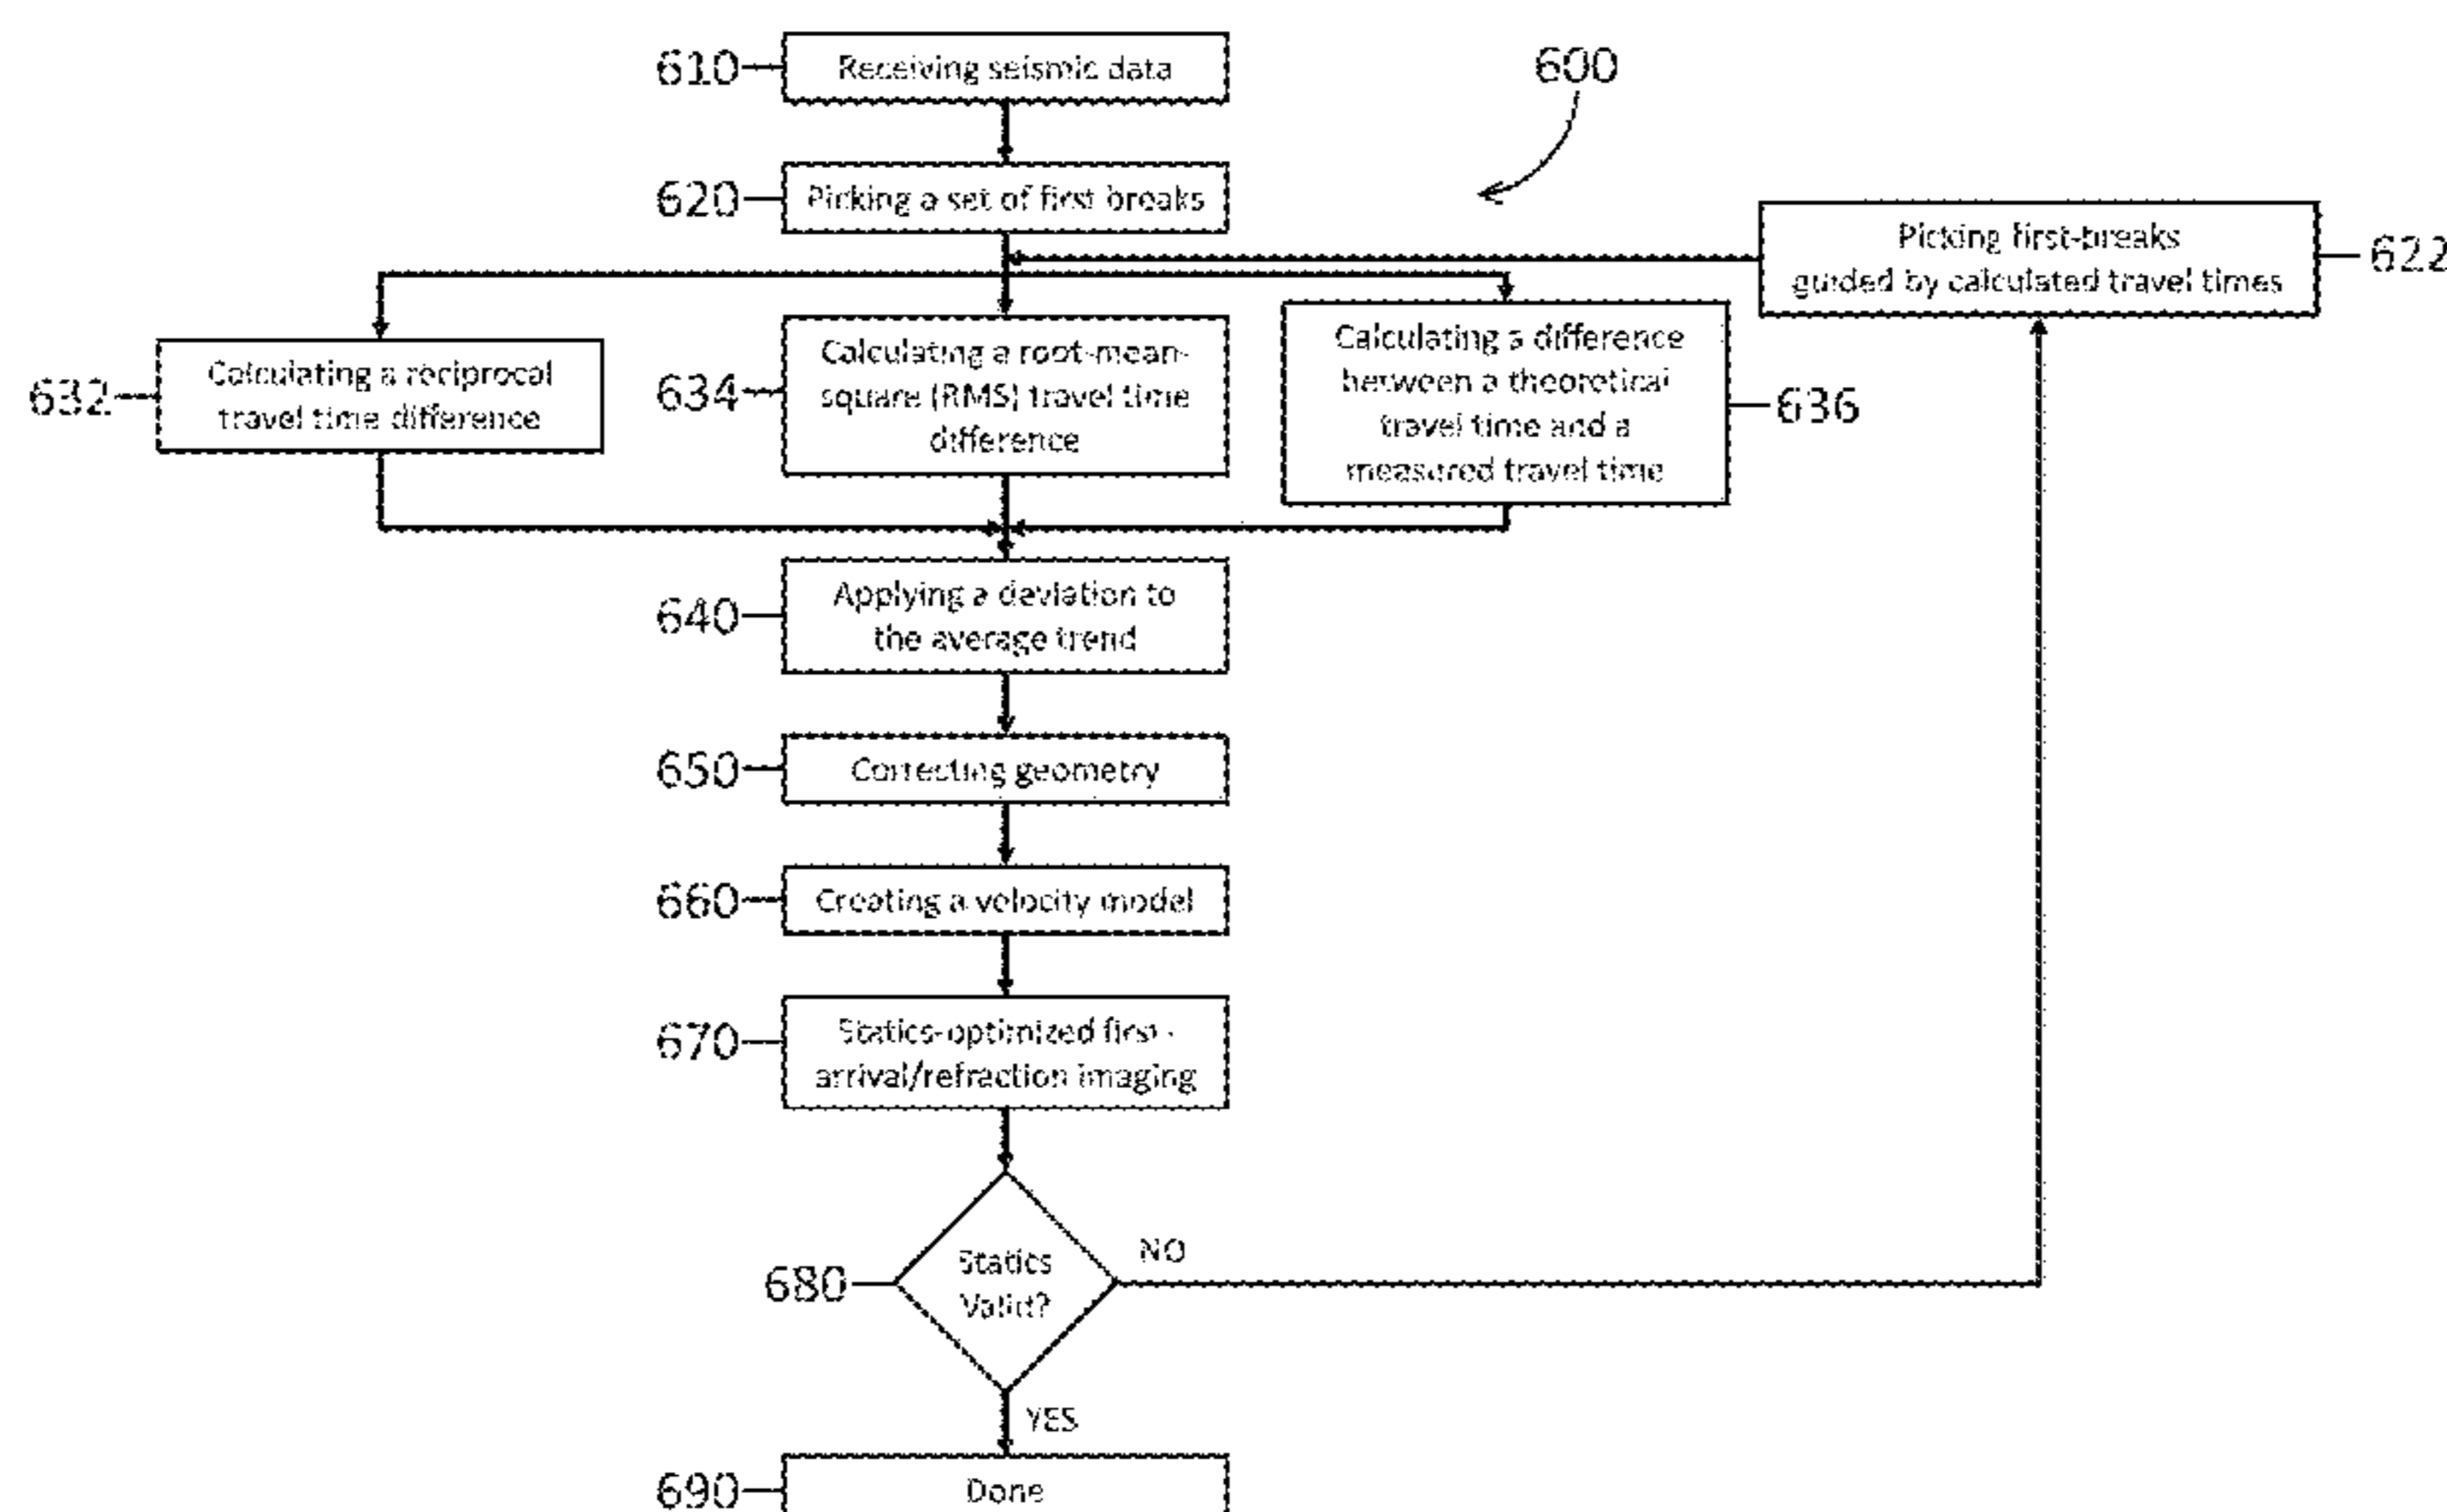 610
Receiving seismic data
600
620
Picking a set of first breaks
Picking first-breaks
guided by calculated travel times
622
632
Calculating a reciprocal
travel time difference
634
Calculating a root-mean-
square (RMS) travel time
difference
Calculating a difference
between a theoretical
travel time and a
measured travel time
636
640
Applying a deviation to
the average trend
650
Correcting geometry
660
Creating a velocity model
670
Statics-optimized first-
arrival/refraction imaging
680
Statics
Valid?
NO
YES
690
Done